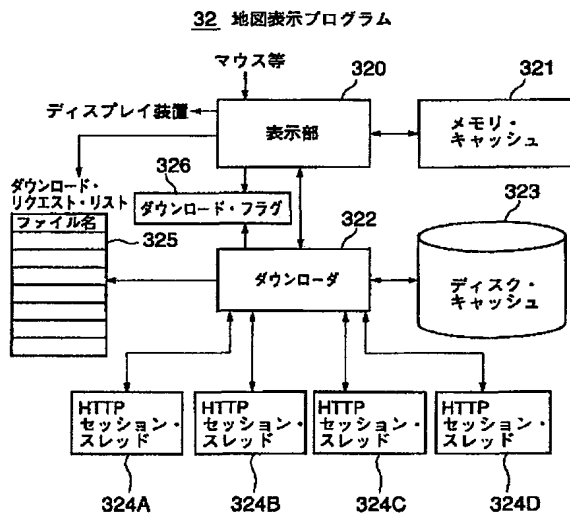 32 地図表示プログラム
マウス等
320
321
ディスプレイ装置
表示部
メモリ・
キャッシュ
326
ダウンロード・
リクエスト・リスト
ダウンロード・フラグ
322
323
ファイル名
325
ダウンローダ
ディスク・
キャッシュ
HTTP
セッション・
スレッド
HTTP
セッション・
スレッド
HTTP
セッション・
スレッド
HTTP
セッション・
スレッド
324A
324B
324C
324D